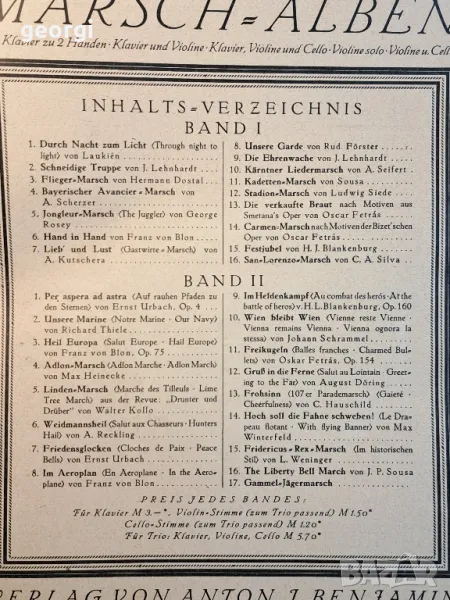 MARSCH=ALBEN
georgi
Klavier zu 2 Händen · Klavier und Violine · Klavier, Violine und Cello · Violine solo · Violine u. Cell
INHALTS=VERZEICHNIS
BAND I
1. Durch Nacht zum Licht (Through night to
light) von Laukien
2. Schneidige Truppe von J. Lehnhardt
3. Flieger=Marsch von Hermann Dostal
4. Bayerischer Avancier=Marsch von
A. Scherzer
5. Jongleur=Marsch (The Juggler) von George
Rosey
6. Hand in Hand von Franz von Blon
7. Lieb' und Lust (Gastwirte=Marsch) von
A. Kutschera
8. Unsere Garde von Rud. Förster
9. Die Ehrenwache von J. Lehnhardt
10. Kärntner Liedermarsch von A. Seifert
11. Kadetten=Marsch von Sousa
12. Stadion=Marsch von Ludwig Siede
13. Die verkaufte Braut nach Motiven aus
Smetana's Oper von Oscar Fetrás
14. Carmen=Marsch nach Motiven der Bizet'schen
Oper von Oscar Fetrás
15. Festjubel von H. J. Blankenburg
16. San=Lorenzo=Marsch von C. A. Silva
BAND II
1. Per aspera ad astra (Auf rauhen Pfaden zu
den Sternen) von Ernst Urbach, Op. 4
2. Unsere Marine (Notre Marine · Our Navy)
von Richard Thiele
3. Heil Europa (Salut Europe · Hail Europe)
von Franz von Blon, Op. 75
4. Adlon=Marsch (Adlon Marche · Adlon March)
von Max Heinecke
5. Linden=Marsch (Marche des Tilleuls · Lime
Tree March) aus der Revue: „Drunter und
Drüber“ von Walter Kollo
6. Weidmannsheil (Salut aux Chasseurs · Hunters
Hail) von A. Reckling
7. Friedensglocken (Cloches de Paix · Peace
Bells) von Ernst Urbach
8. Im Aeroplan (En Aeroplane · In the Aero=
plane) von Franz von Blon
9. Im Heldenkampf (Au combat des herós · At the
battle of heros) v. H. L. Blankenburg, Op. 160
10. Wien bleibt Wien (Vienne reste Vienne ·
Vienna remains Vienna · Vienna ognora la
stessa) von Johann Schrammel
11. Freikugeln (Balles franches · Charmed Bul=
lets) von Oskar Fetrás, Op. 154
12. Gruß in die Ferne (Salut au Lointain · Greet=
ing to the Far) von August Döring
13. Frohsinn (107er Parademarsch) (Gaieté ·
Cheerfulness) von C. Hauschild
14. Hoch soll die Fahne schweben! (Le Dra=
peau flotant · With flying Banner) von Max
Winterfeld
15. Fridericus=Rex=Marsch (Im historischen
Stil) von L. Weninger
16. The Liberty Bell March von J. P. Sousa
17. Gammel=Jägermarsch
PREIS JEDES BANDES:
Für Klavier M 3.—*. Violin=Stimme (zum Trio passend) M 1.50*
Cello=Stimme (zum Trio passend) M 1.20*
Für Trio: Klavier, Violine, Cello M 5.70*
VERLAG VON ANTON J. BENJAMIN
bazar